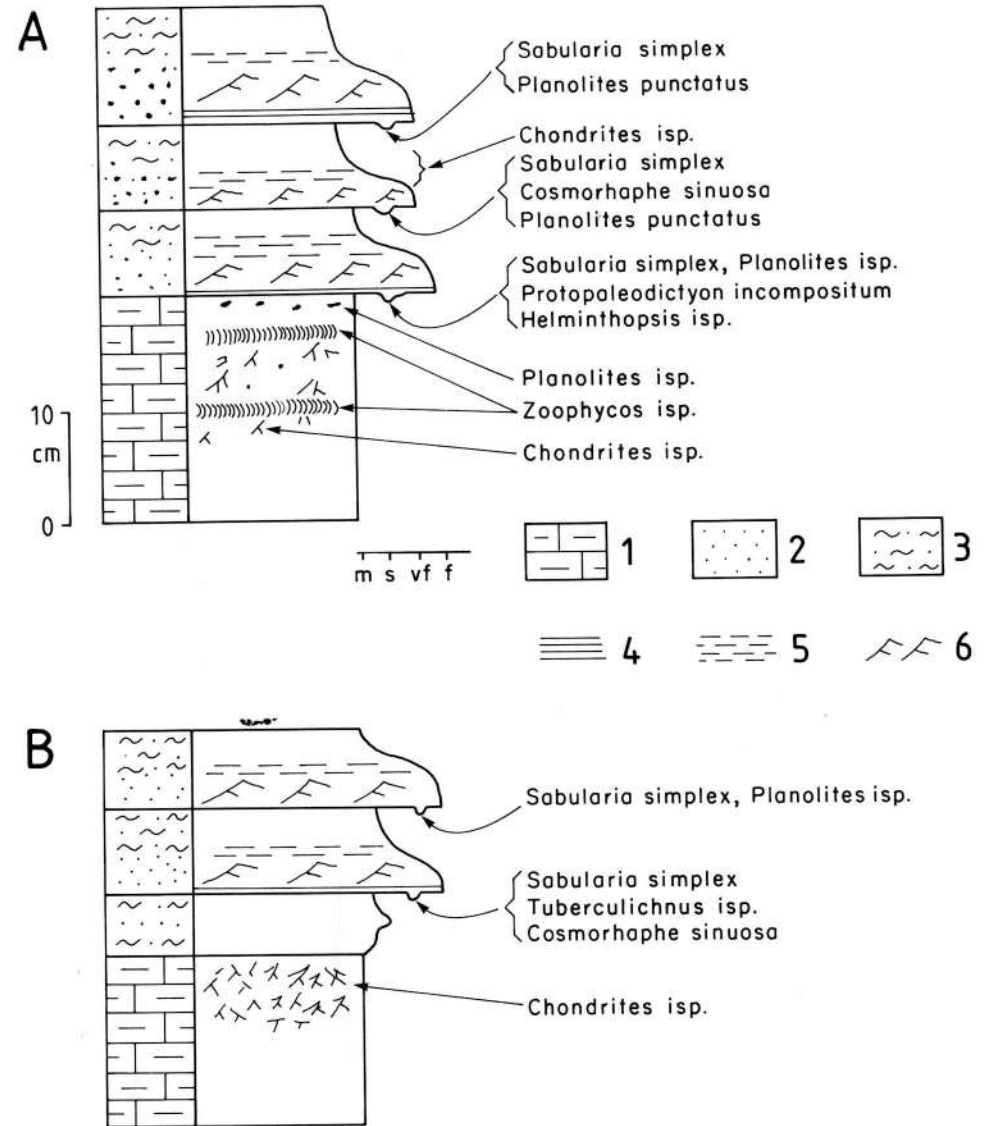 A
Sabularia simplex
Planolites punctatus
Chondrites isp.
Sabularia simplex
Cosmorhaphe sinuosa
Planolites punctatus
Sabularia simplex, Planolites isp.
Protopaleodictyon incompositum
Helminthopsis isp.
Planolites isp.
Zoophycos isp.
Chondrites isp.
10
cm
0
m s vf f
1 2 3
4 5 6
B
Sabularia simplex, Planolites isp.
Sabularia simplex
Tuberculichnus isp.
Cosmorhaphe sinuosa
Chondrites isp.